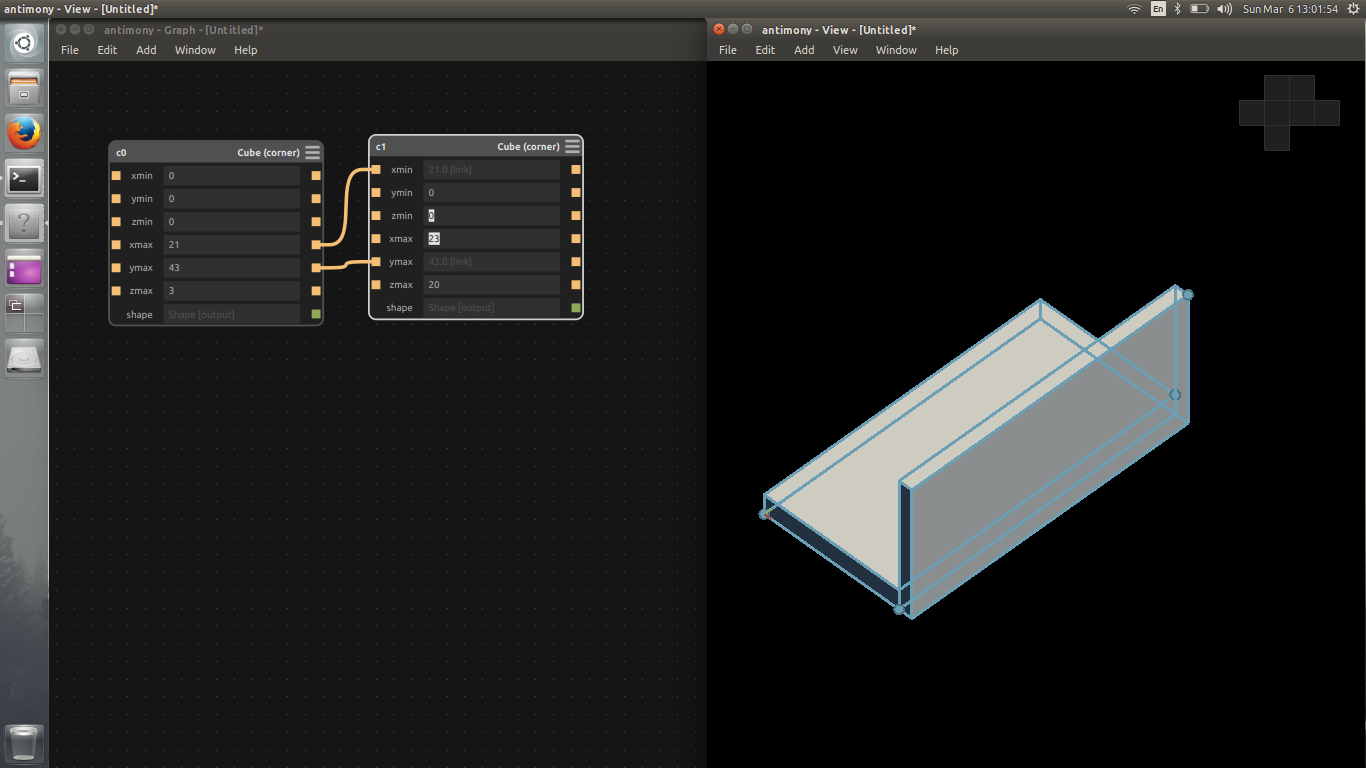 antimony - View - [Untitled]*
En
Sun Mar 6 13:01:54
antimony - Graph - [Untitled]*
File Edit Add Window Help
c0 Cube (corner)
xmin 0
ymin 0
zmin 0
xmax 21
ymax 43
zmax 3
shape Shape [output]
c1 Cube (corner)
xmin 21.0 [link]
ymin 0
zmin 0
xmax 23
ymax 43.0 [link]
zmax 20
shape Shape [output]
antimony - View - [Untitled]*
File Edit Add View Window Help